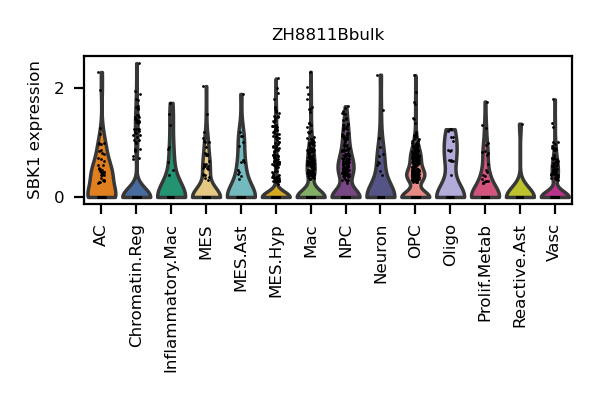 ZH8811Bbulk
SBK1 expression
2
0
AC
Chromatin.Reg
Inflammatory.Mac
MES
MES.Ast
MES.Hyp
Mac
NPC
Neuron
OPC
Oligo
Prolif.Metab
Reactive.Ast
Vasc